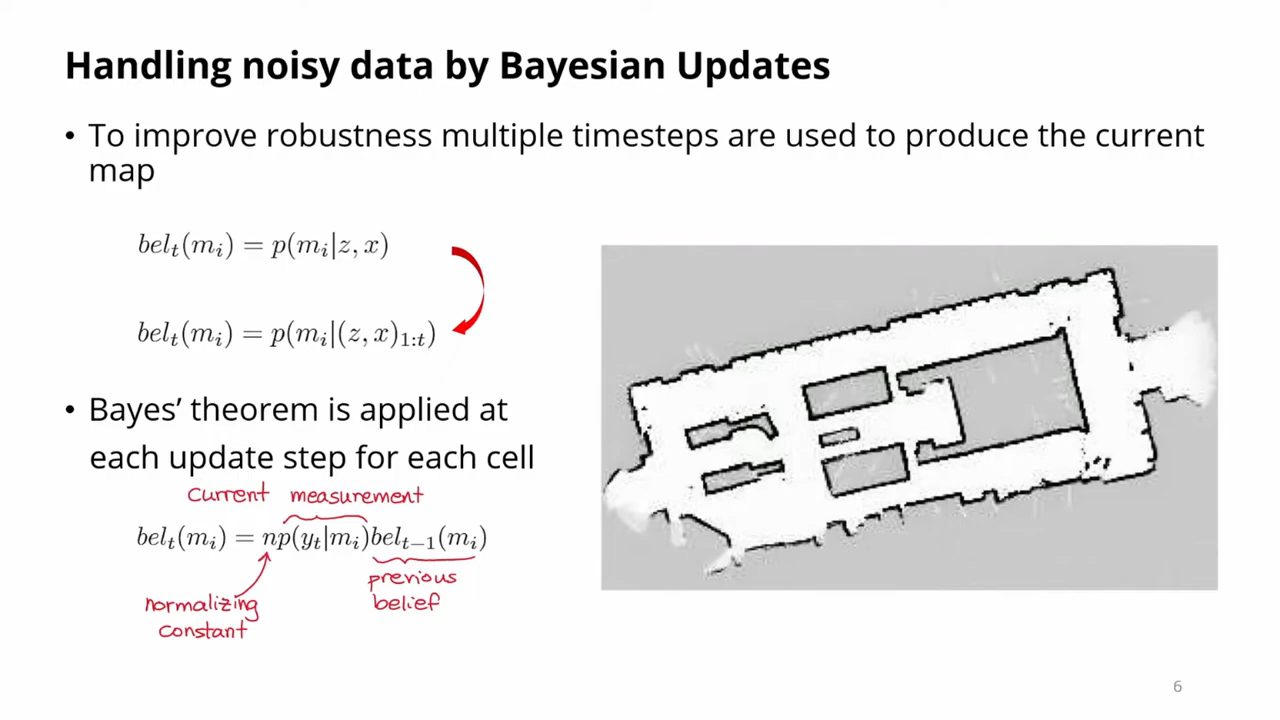 Handling noisy data by Bayesian Updates
• To improve robustness multiple timesteps are used to produce the current
map
bel_t(m_i) = p(m_i|z, x)
bel_t(m_i) = p(m_i|(z, x)_{1:t})
• Bayes’ theorem is applied at
each update step for each cell
Current measurement
bel_t(m_i) = np(y_t|m_i)bel_{t−1}(m_i)
previous
belief
normalizing
constant
6